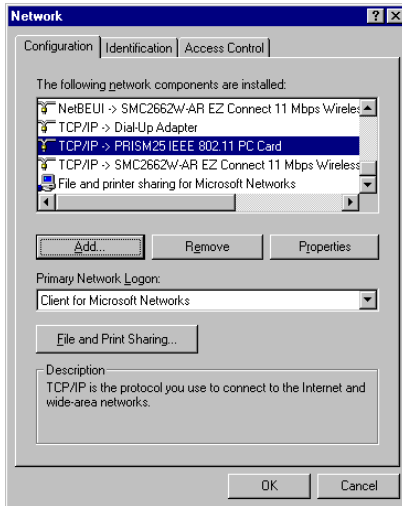 Network
Configuration Identification Access Control
The following network components are installed:
NetBEUI -> SMC2662W-AR EZ Connect 11 Mbps Wireles
TCP/IP -> Dial-Up Adapter
TCP/IP -> PRISM25 IEEE 802.11 PC Card
TCP/IP -> SMC2662W-AR EZ Connect 11 Mbps Wireless
File and printer sharing for Microsoft Networks
Add... Remove Properties
Primary Network Logon:
Client for Microsoft Networks
File and Print Sharing...
Description
TCP/IP is the protocol you use to connect to the Internet and
wide-area networks.
OK Cancel